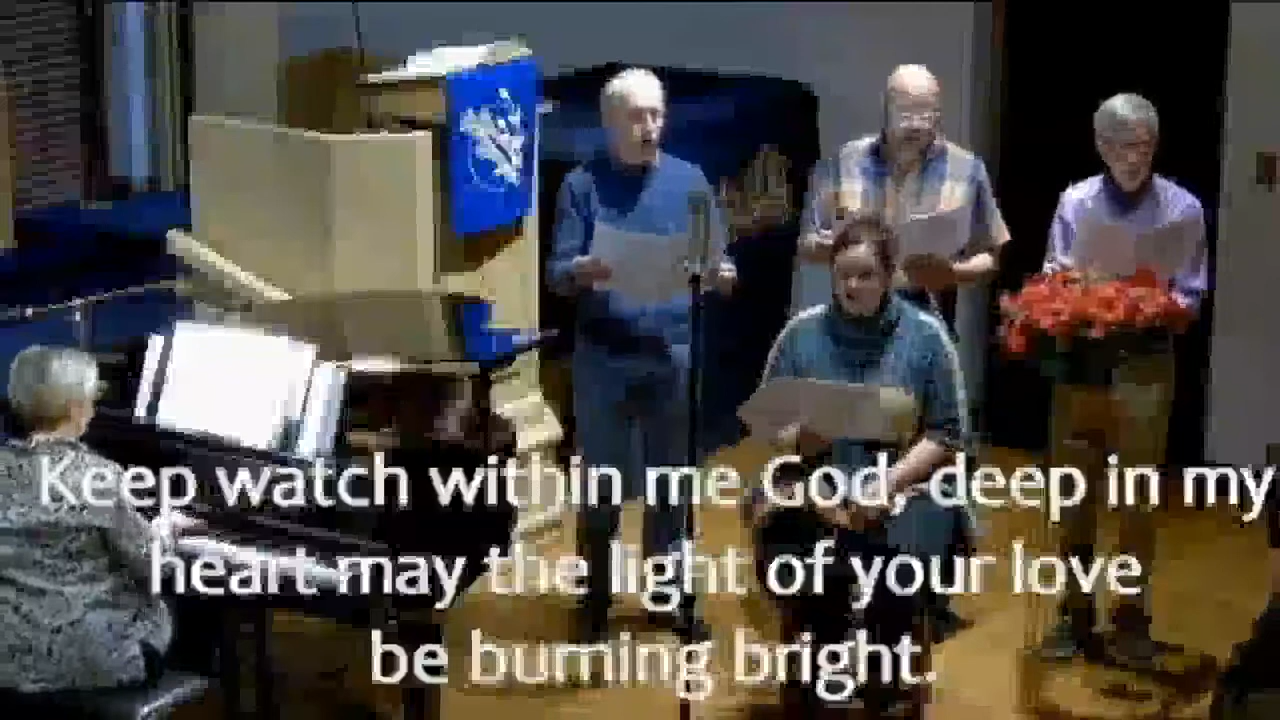 Keep watch within me God, deep in my
heart may the light of your love
be burning bright.